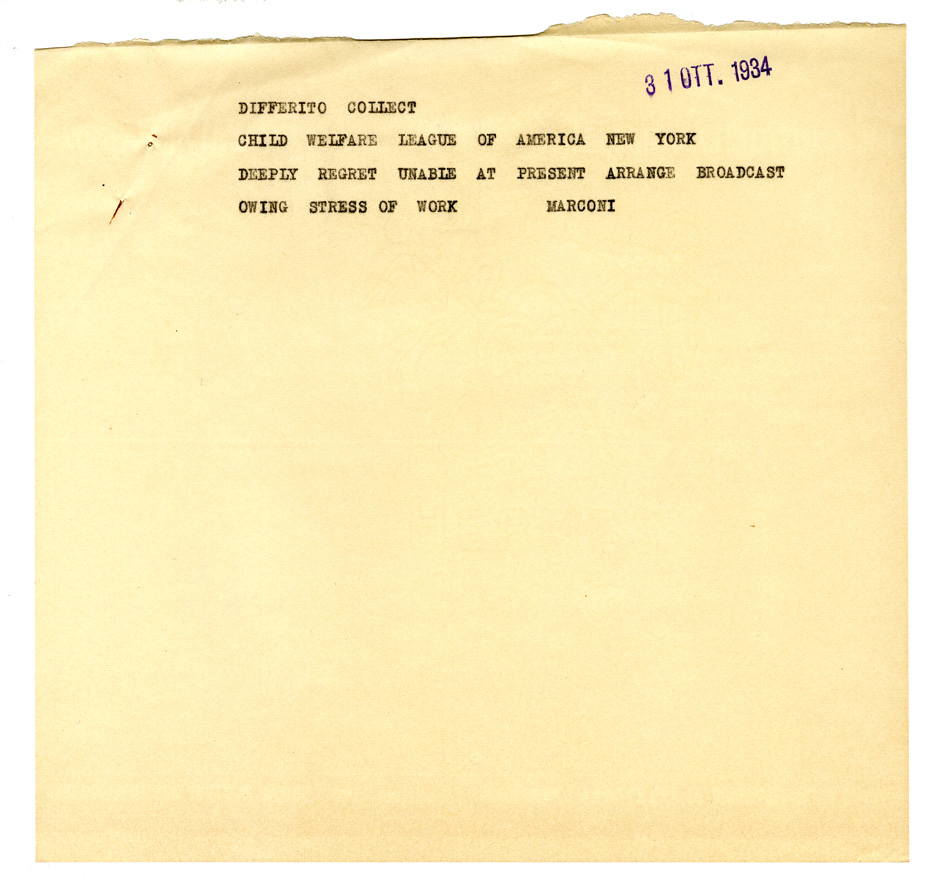 31 OTT. 1934
DIFFERITO COLLECT
CHILD WELFARE LEAGUE OF AMERICA NEW YORK
DEEPLY REGRET UNABLE AT PRESENT ARRANGE BROADCAST
OWING STRESS OF WORK MARCONI